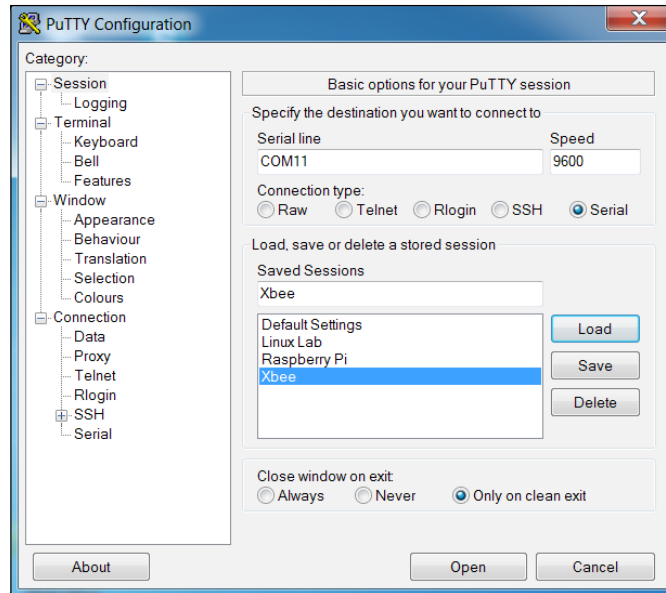 PuTTY Configuration
Category:
Session
Logging
Terminal
Keyboard
Bell
Features
Window
Appearance
Behaviour
Translation
Selection
Colours
Connection
Data
Proxy
Telnet
Rlogin
SSH
Serial
Basic options for your PuTTY session
Specify the destination you want to connect to
Serial line Speed
COM11 9600
Connection type:
Raw Telnet Rlogin SSH Serial
Load, save or delete a stored session
Saved Sessions
Xbee
Default Settings
Linux Lab
Raspberry Pi
Xbee
Load
Save
Delete
Close window on exit:
Always Never Only on clean exit
About Open Cancel